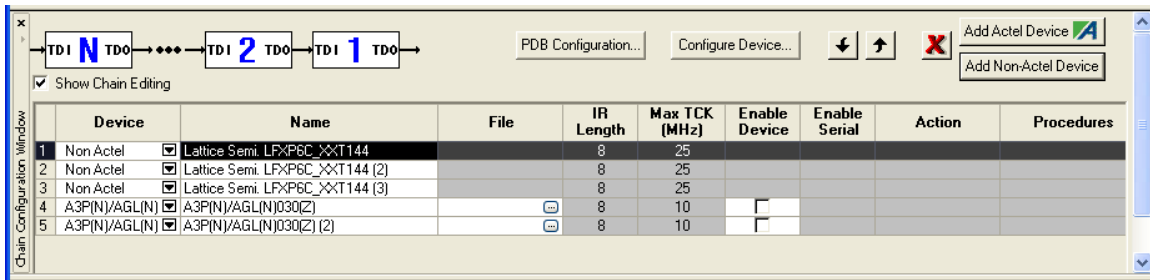 TDI N TDO TDI 2 TDO TDI 1 TDO
PDB Configuration... Configure Device... X Add Actel Device
Add Non-Actel Device
Show Chain Editing
Chain Configuration Window
Device Name File IR Length Max TCK (MHz) Enable Device Enable Serial Action Procedures
1 Non Actel Lattice Semi. LFXP6C_XXT144 8 25
2 Non Actel Lattice Semi. LFXP6C_XXT144 (2) 8 25
3 Non Actel Lattice Semi. LFXP6C_XXT144 (3) 8 25
4 A3P(N)/AGL(N) A3P(N)/AGL(N)030(Z) ... 8 10
5 A3P(N)/AGL(N) A3P(N)/AGL(N)030(Z) (2) ... 8 10